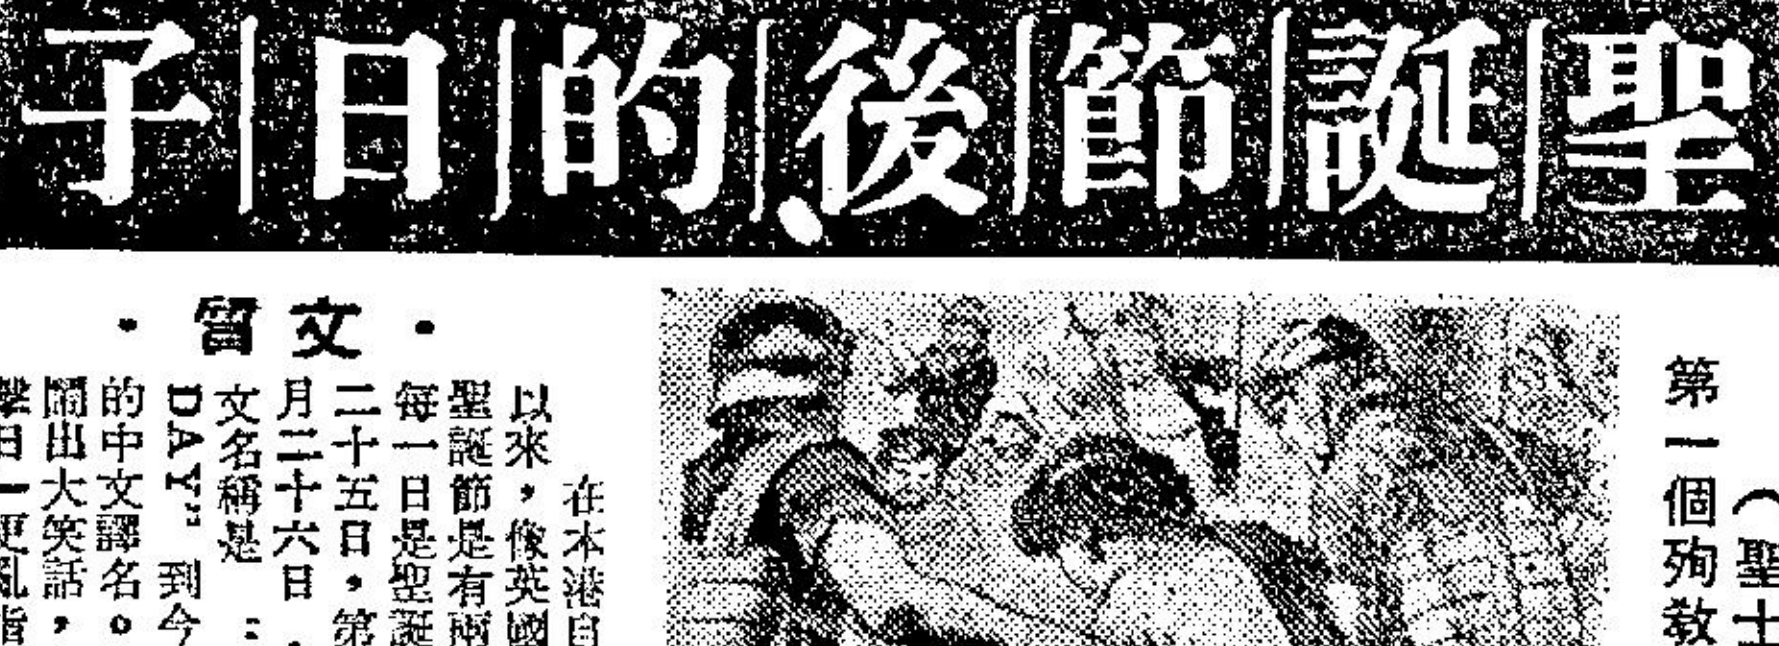 聖誕節後的日子
（聖士
第一個殉教
・文
在本港自
以來，像英國
聖誕節是有兩
每一日是聖誕
二十五日，第
月二十六日．
文名稱是：
DAY" 到今
的中文譯名。
鬧出大笑話，
日